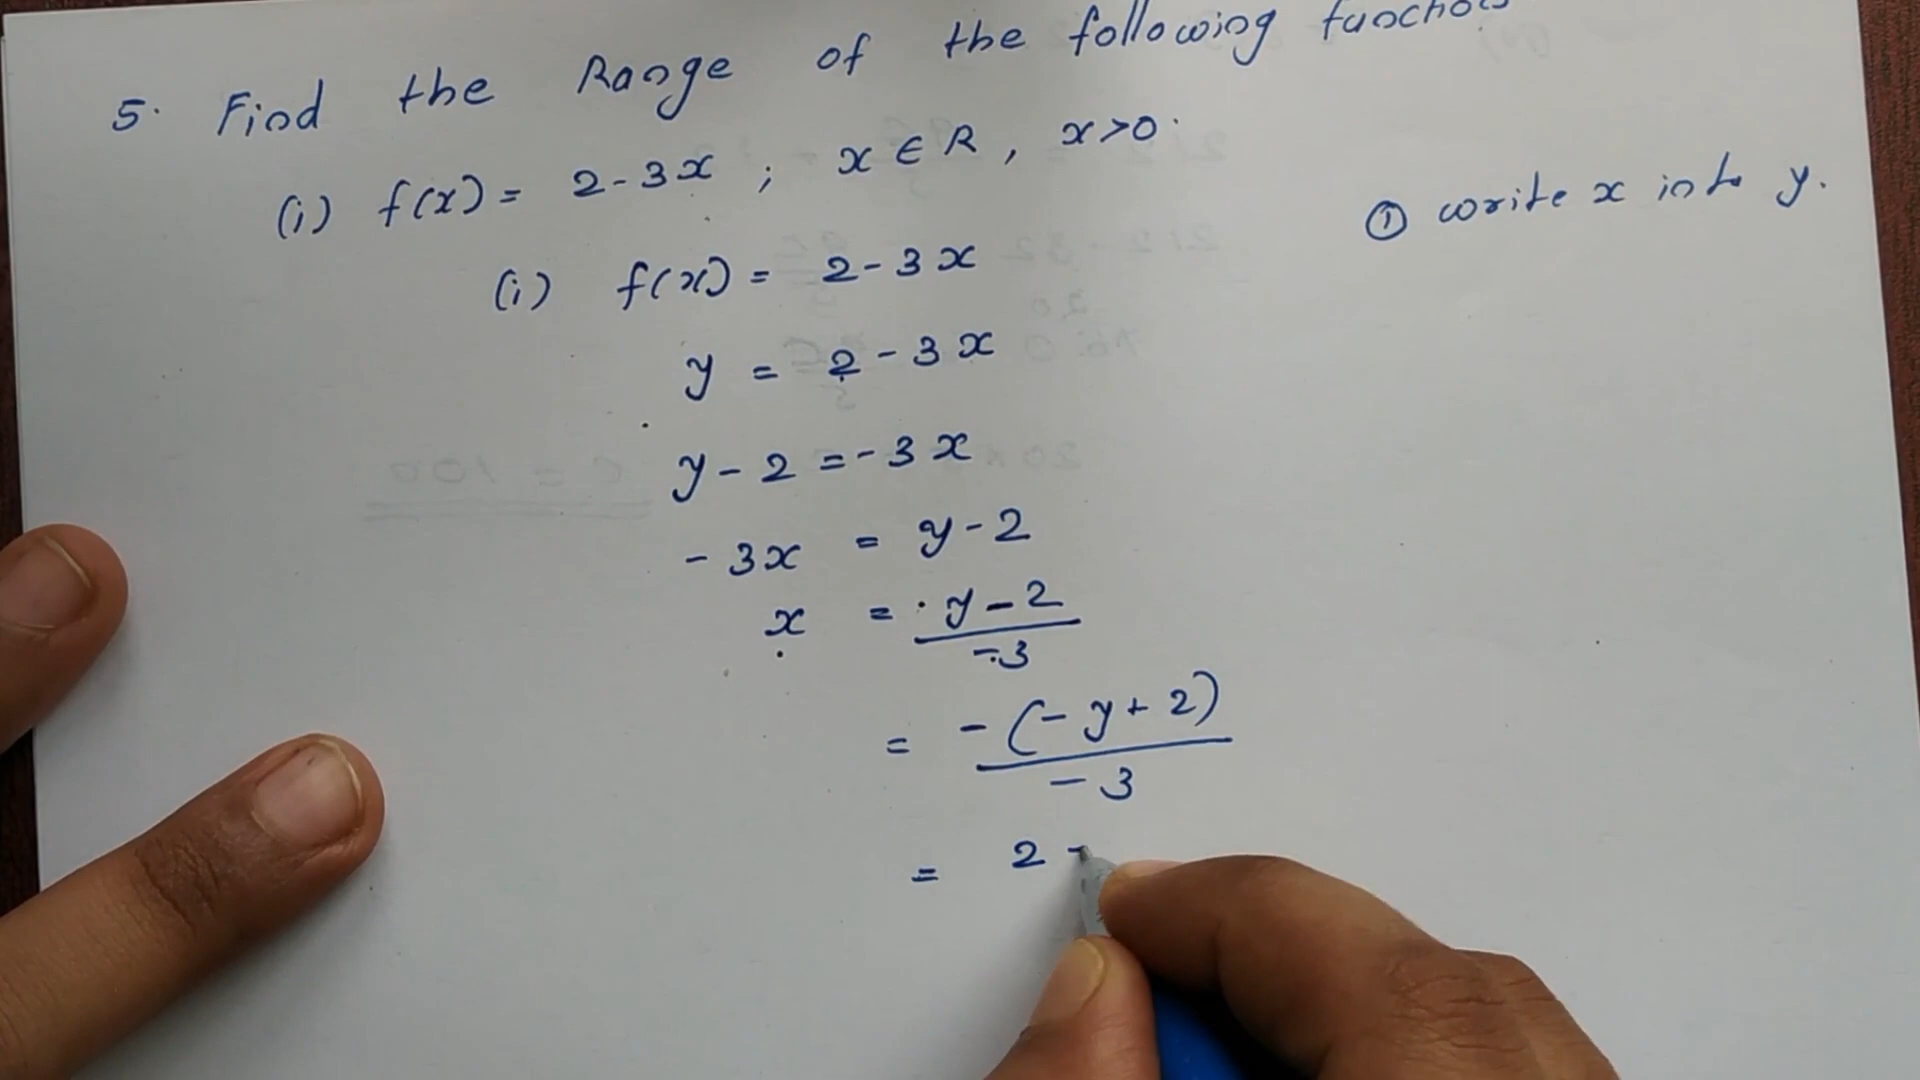 5. Find the Range of the following
(i) f(x) = 2-3x ; x ∈ R, x>0.
① write x into y.
(i) f(x) = 2-3x
y = 2-3x
y-2 = -3x
-3x = y-2
x = y-2 / -3
= -(-y+2) / -3
= 2 -